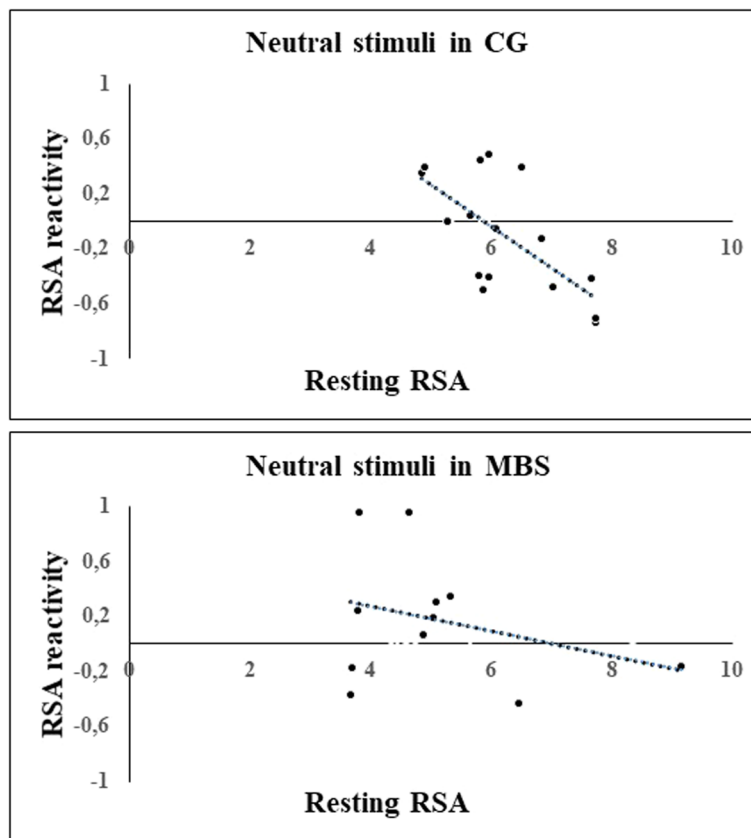 Neutral stimuli in CG
1
0,6
0,2
-0,2
-0,6
-1
0 2 4 6 8 10
RSA reactivity
Resting RSA
Neutral stimuli in MBS
1
0,6
0,2
-0,2
-0,6
-1
0 2 4 6 8 10
RSA reactivity
Resting RSA